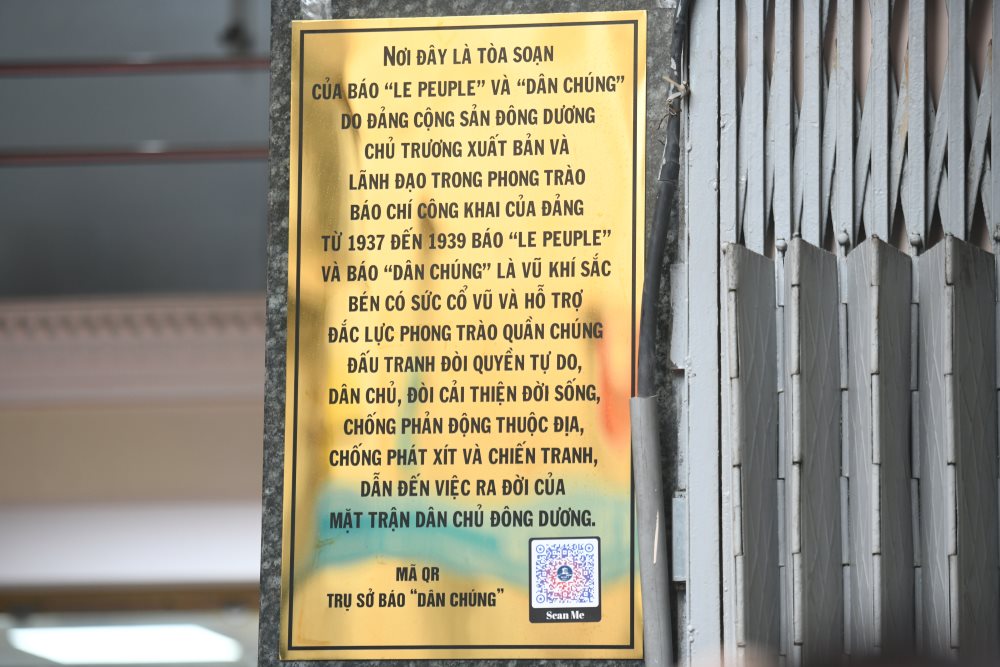 NƠI ĐÂY LÀ TÒA SOẠN
CỦA BÁO “LE PEUPLE” VÀ “DÂN CHÚNG”
DO ĐẢNG CỘNG SẢN ĐÔNG DƯƠNG
CHỦ TRƯƠNG XUẤT BẢN VÀ
LÃNH ĐẠO TRONG PHONG TRÀO
BÁO CHÍ CÔNG KHAI CỦA ĐẢNG
TỪ 1937 ĐẾN 1939 BÁO “LE PEUPLE”
VÀ BÁO “DÂN CHÚNG” LÀ VŨ KHÍ SẮC
BÉN CÓ SỨC CỔ VŨ VÀ HỖ TRỢ
ĐẮC LỰC PHONG TRÀO QUẦN CHÚNG
ĐẤU TRANH ĐÒI QUYỀN TỰ DO,
DÂN CHỦ, ĐÒI CẢI THIỆN ĐỜI SỐNG,
CHỐNG PHẢN ĐỘNG THUỘC ĐỊA,
CHỐNG PHÁT XÍT VÀ CHIẾN TRANH,
DẪN ĐẾN VIỆC RA ĐỜI CỦA
MẶT TRẬN DÂN CHỦ ĐÔNG DƯƠNG.
MÃ QR
TRỤ SỞ BÁO “DÂN CHÚNG”
Scan Me